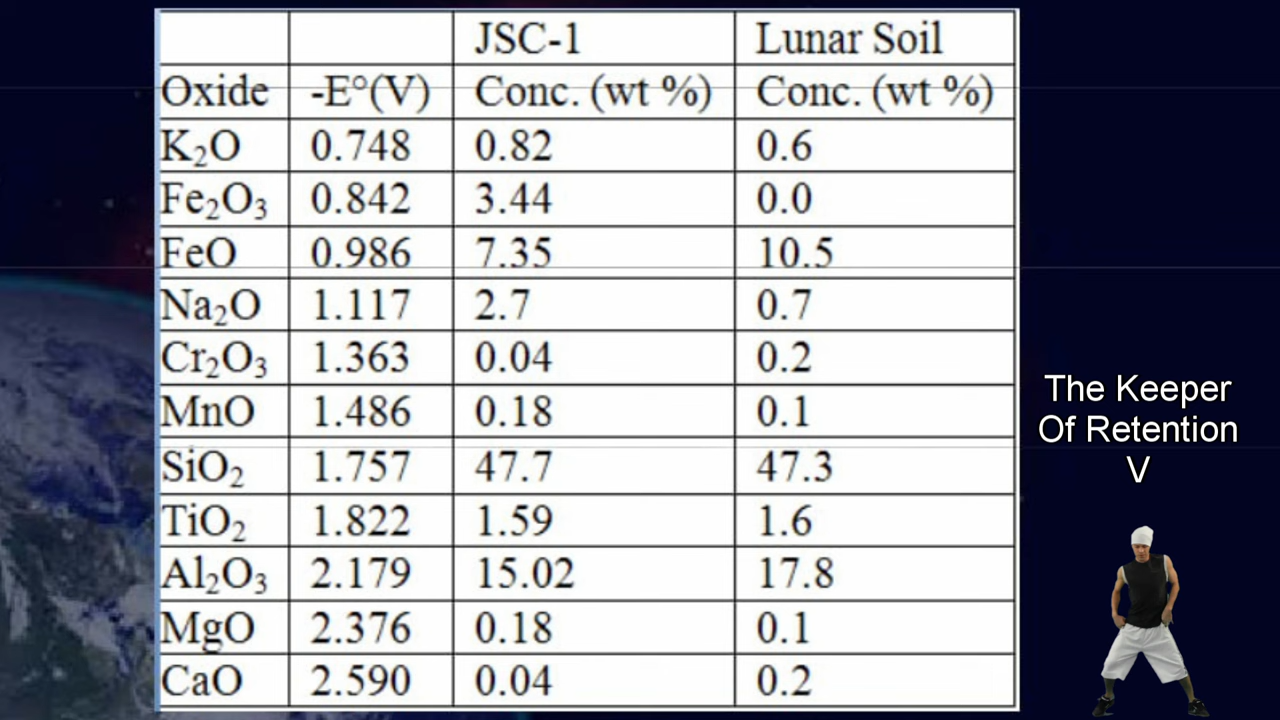 JSC-1 Lunar Soil
Oxide -E°(V) Conc. (wt %) Conc. (wt %)
K₂O 0.748 0.82 0.6
Fe₂O₃ 0.842 3.44 0.0
FeO 0.986 7.35 10.5
Na₂O 1.117 2.7 0.7
Cr₂O₃ 1.363 0.04 0.2
MnO 1.486 0.18 0.1
SiO₂ 1.757 47.7 47.3
TiO₂ 1.822 1.59 1.6
Al₂O₃ 2.179 15.02 17.8
MgO 2.376 0.18 0.1
CaO 2.590 0.04 0.2
The Keeper
Of Retention
V